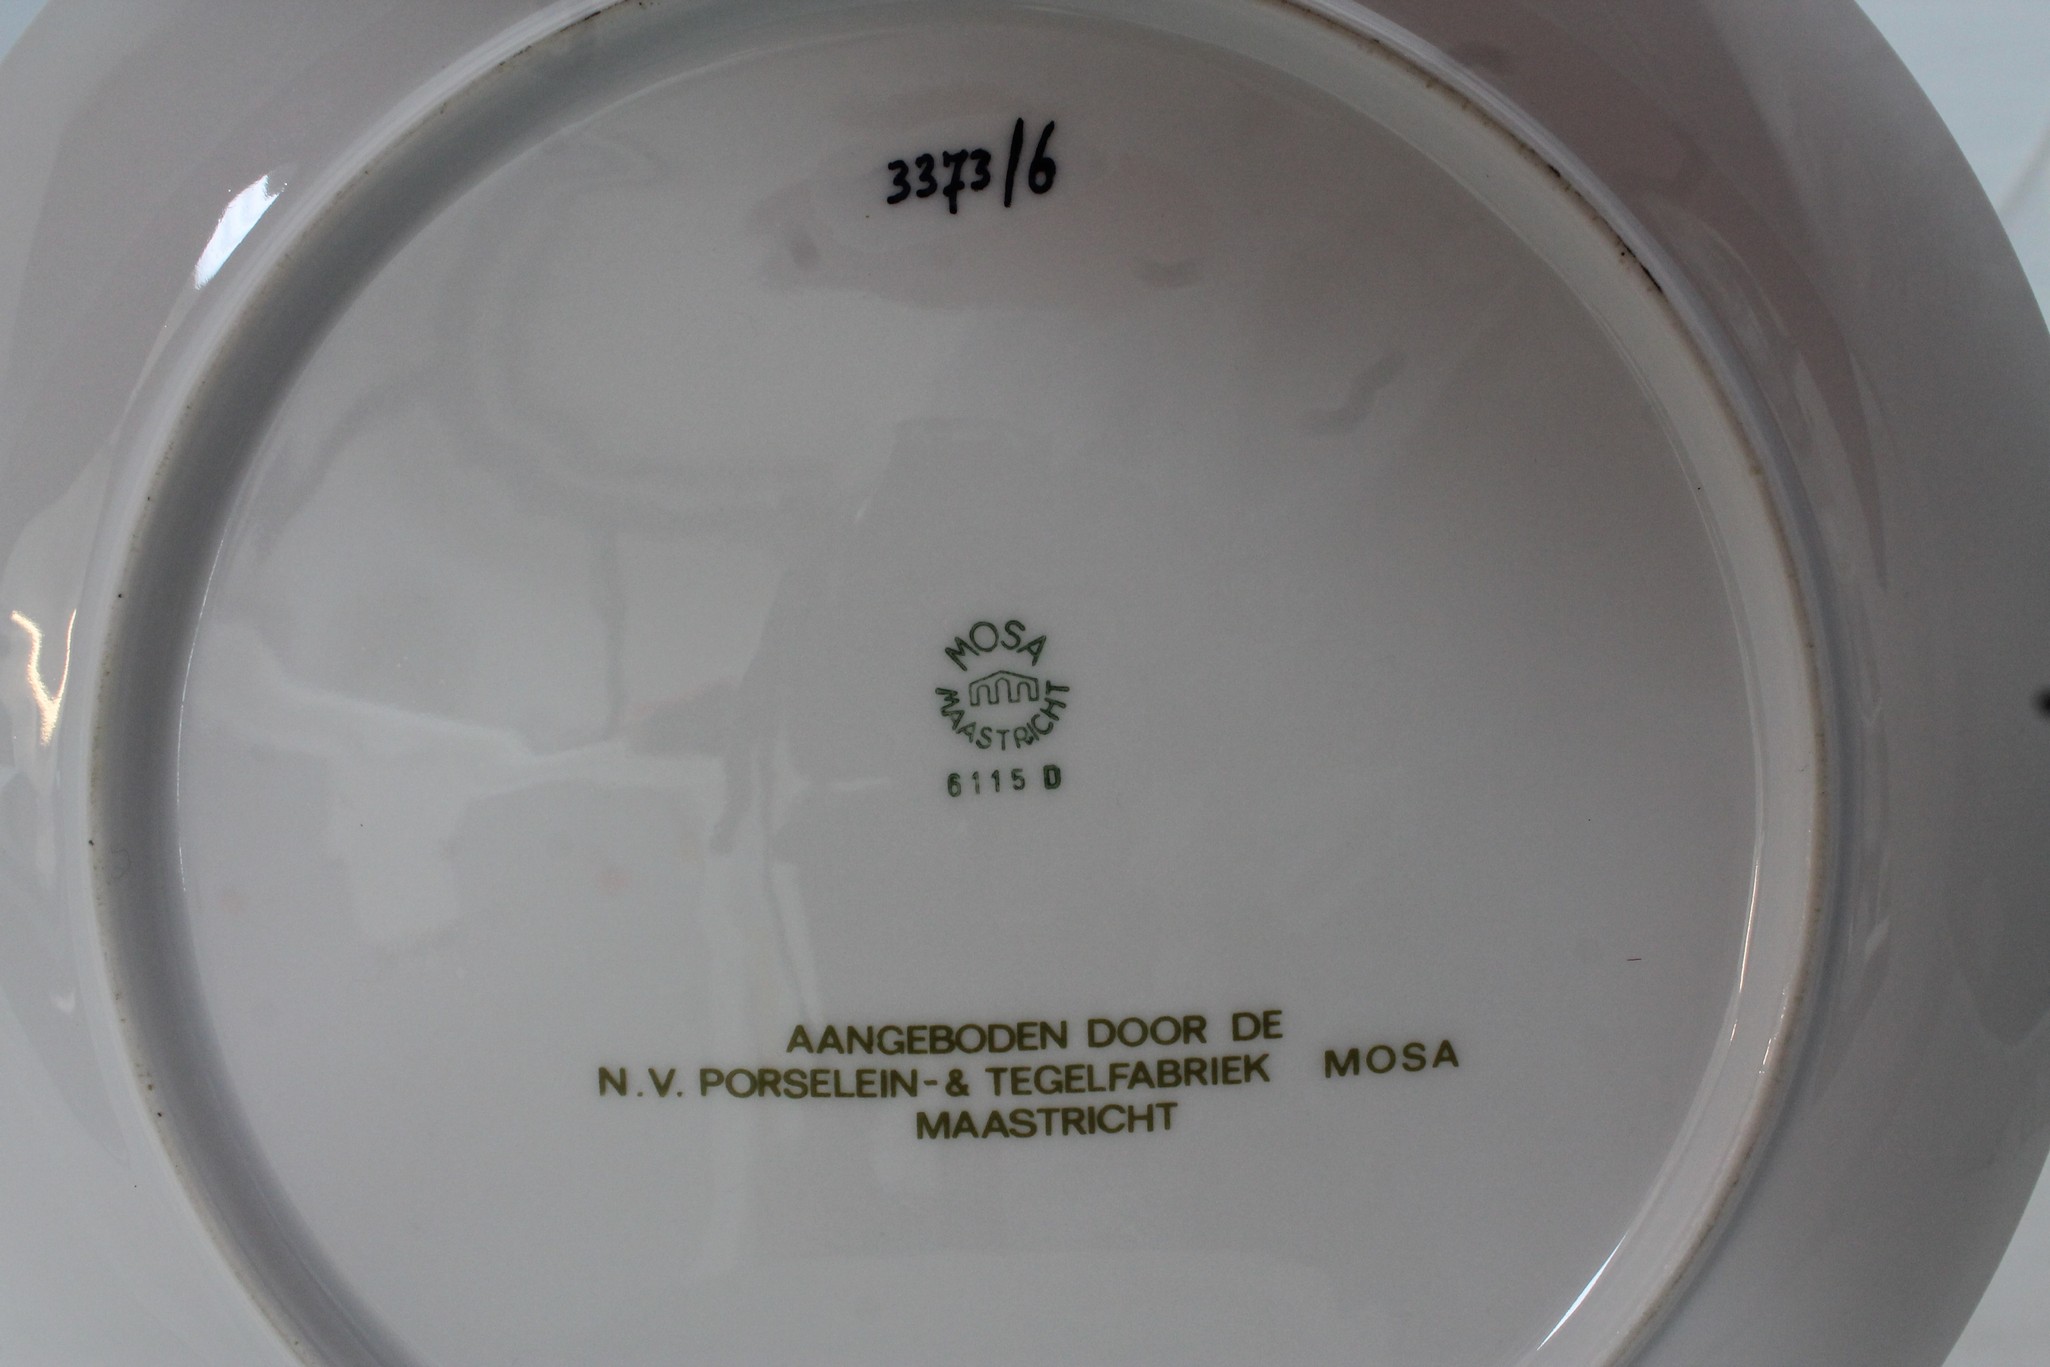 3373/6
MOSA
MAASTRICHT
6115 D
AANGEBODEN DOOR DE
N.V. PORSELEIN-& TEGELFABRIEK MOSA
MAASTRICHT